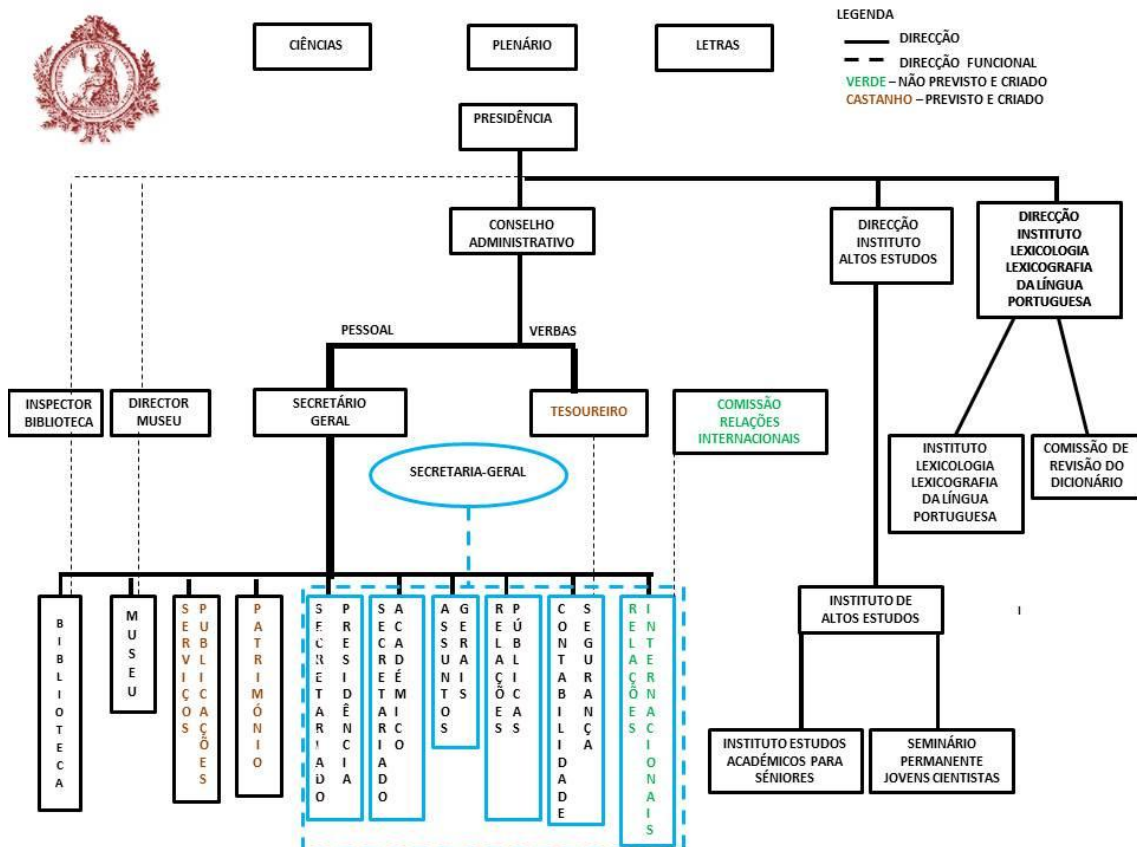 CIÊNCIAS
PLENÁRIO
LETRAS
LEGENDA
DIRECÇÃO
DIRECÇÃO FUNCIONAL
VERDE – NÃO PREVISTO E CRIADO
CASTANHO – PREVISTO E CRIADO
PRESIDÊNCIA
CONSELHO
ADMINISTRATIVO
DIRECÇÃO
INSTITUTO
ALTOS ESTUDOS
DIRECÇÃO
INSTITUTO
LEXICOLOGIA
LEXICOGRAFIA
DA LÍNGUA
PORTUGUESA
PESSOAL
VERBAS
INSPECTOR
BIBLIOTECA
DIRECTOR
MUSEU
SECRETÁRIO
GERAL
TESOUREIRO
COMISSÃO
RELAÇÕES
INTERNACIONAIS
INSTITUTO
LEXICOLOGIA
LEXICOGRAFIA
DA LÍNGUA
PORTUGUESA
COMISSÃO DE
REVISÃO DO
DICIONÁRIO
SECRETARIA-GERAL
BIBLIOTECA
MUSEU
SERVIÇOS
PUBLICAÇÕES
PATRIMÓNIO
SECRETARIADO
PRESIDÊNCIA
SECRETARIADO
ACADÉMICO
ASSUNTOS
GERAIS
RELAÇÕES
PÚBLICAS
CONTABILIDADE
SEGURANÇA
RELAÇÕES
INTERNACIONAIS
INSTITUTO DE
ALTOS ESTUDOS
I
INSTITUTO ESTUDOS
ACADÉMICOS PARA
SÉNIORES
SEMINÁRIO
PERMANENTE
JOVENS CIENTISTAS